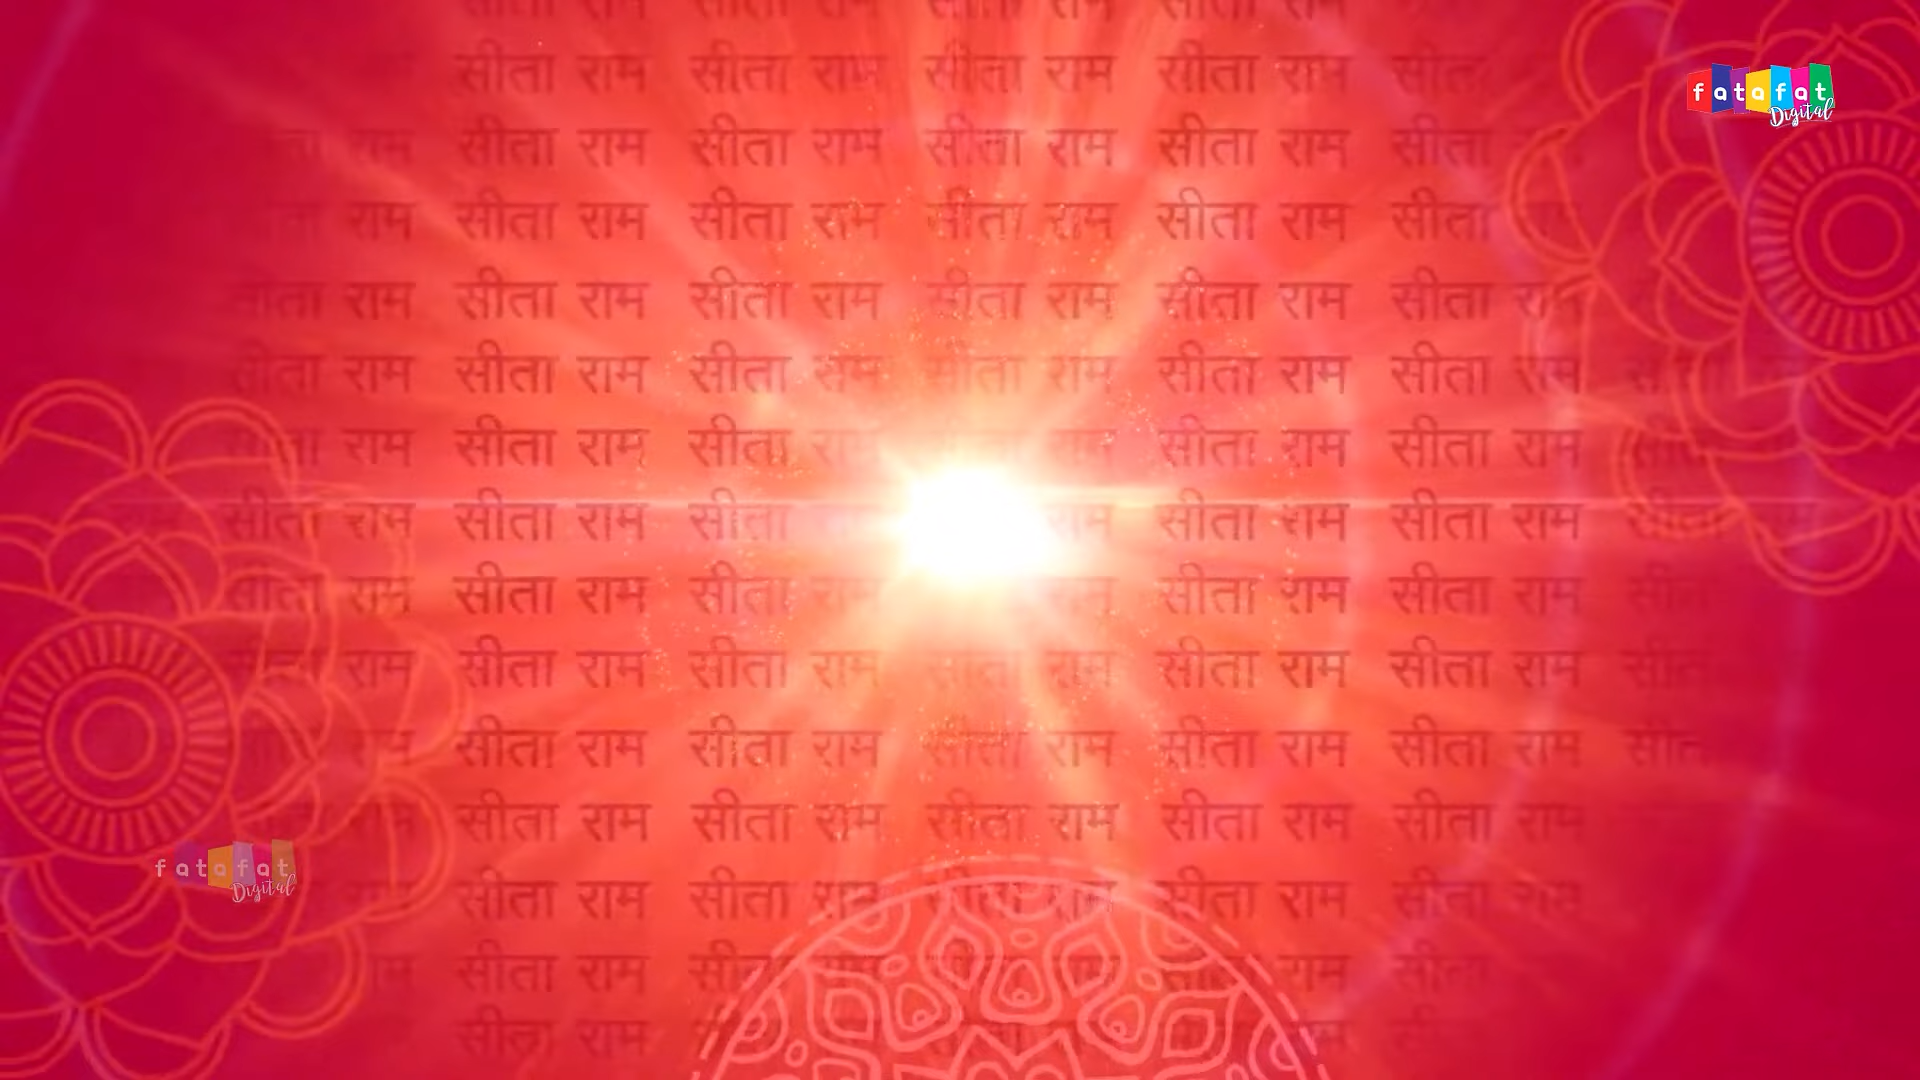 सीता राम सीता राम सीता राम सीता राम
सीता राम सीता राम सीता राम सीता राम सीता
fatafat
Digital
राम सीता राम सीता राम सीता राम सीता राम सीता
राम सीता राम सीता राम सीता राम सीता राम सीता
राम सीता राम सीता राम सीता राम सीता राम सीता राम
सीता राम सीता राम सीता राम सीता राम सीता राम सीता राम
सीता राम सीता राम सीता राम सीता राम सीता राम
सीता राम सीता राम सीता राम सीता राम सीता राम
सीता राम सीता राम सीता राम सीता राम सीता
सीता राम सीता राम सीता राम राम सीता राम सीता राम
राम सीता राम सीता राम सीता राम सीता राम सीता राम सीता
राम सीता राम सीता राम सीता राम सीता राम सीता राम
सीता राम सीता राम सीता राम सीता राम सीता राम
fatafat
Digital
सीता राम सीता राम सीता राम सीता
सीता राम राम सीता
सीता राम